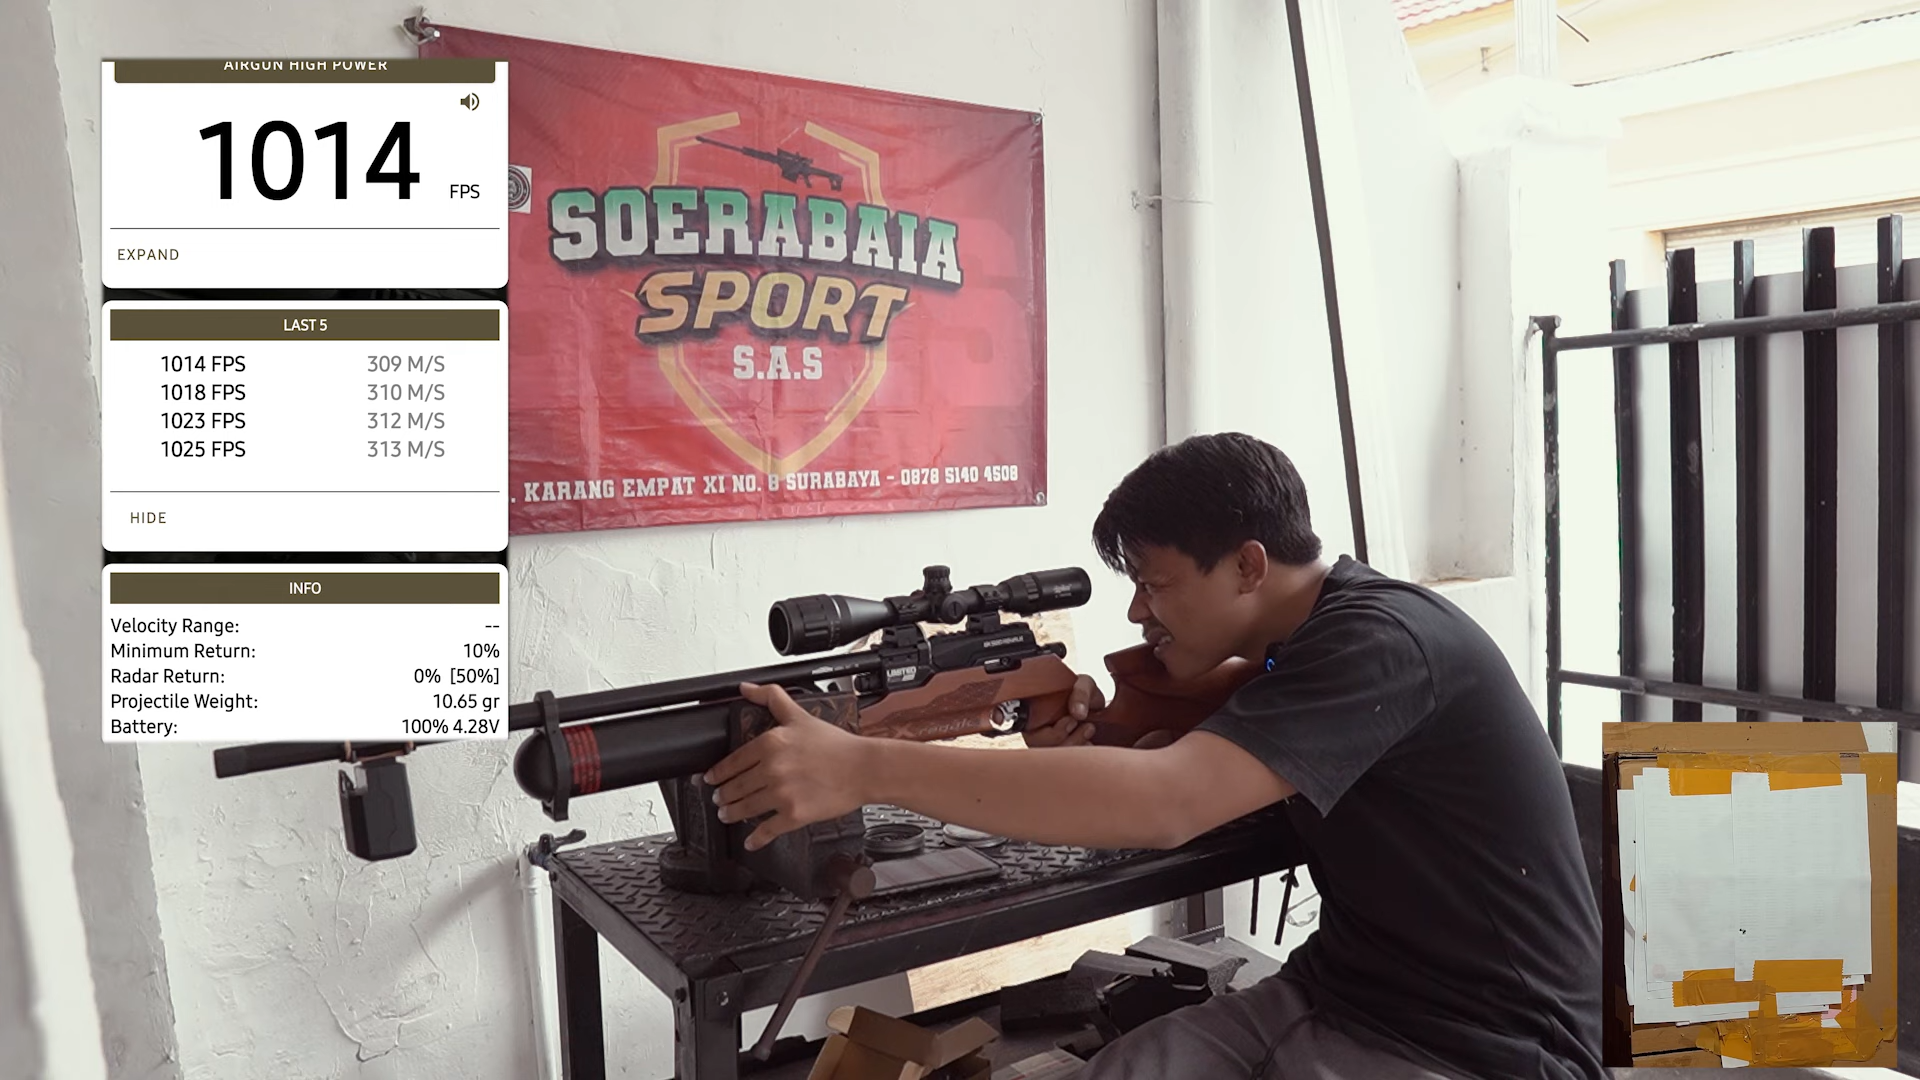 AIRGUN HIGH POWER
1014
FPS
EXPAND
LAST 5
1014 FPS 309 M/S
1018 FPS 310 M/S
1023 FPS 312 M/S
1025 FPS 313 M/S
HIDE
INFO
Velocity Range: --
Minimum Return: 10%
Radar Return: 0% [50%]
Projectile Weight: 10.65 gr
Battery: 100% 4.28V
SOERABAIA
SPORT
S.A.S
. KARANG EMPAT XI NO. 8 SURABAYA - 0878 5140 4508
UNITED